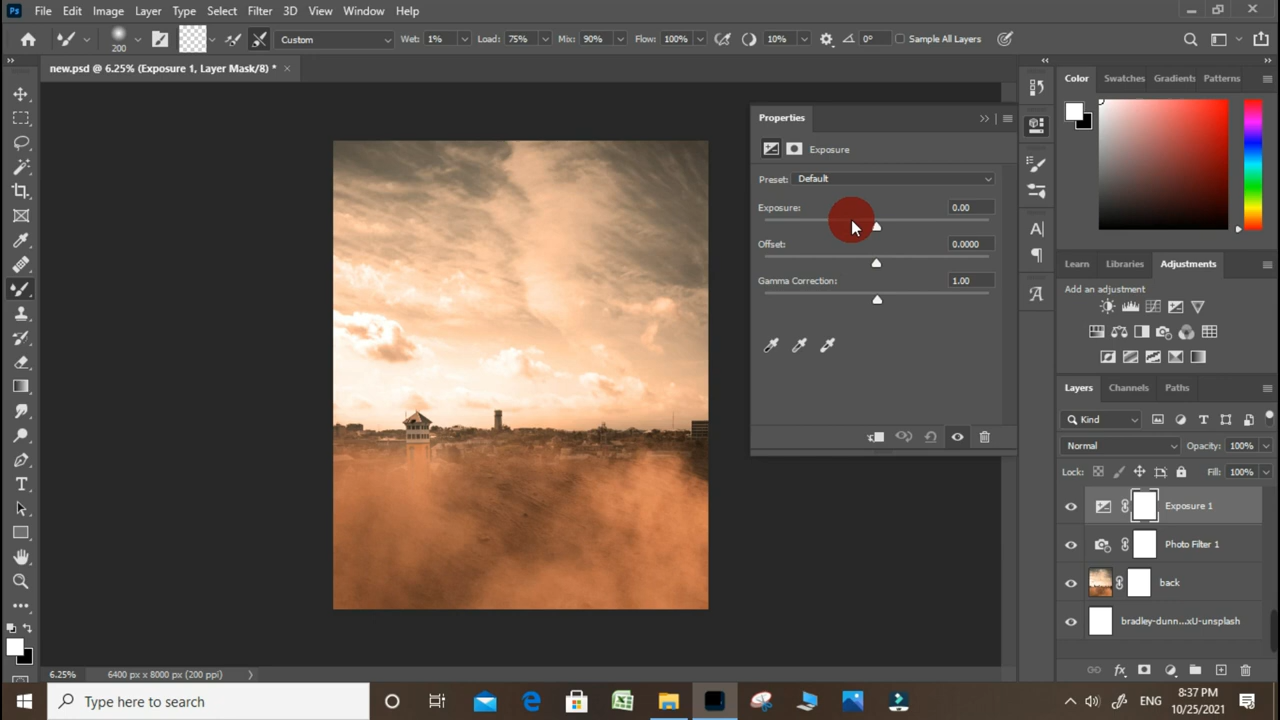 Ps File Edit Image Layer Type Select Filter 3D View Window Help
200 Custom Wet: 1% Load: 75% Mix: 90% Flow: 100% 10% 0° Sample All Layers
new.psd @ 6.25% (Exposure 1, Layer Mask/8) *
Properties
Exposure
Preset: Default
Exposure: 0.00
Offset: 0.0000
Gamma Correction: 1.00
Color Swatches Gradients Patterns
Learn Libraries Adjustments
Add an adjustment
Layers Channels Paths
Kind
Normal Opacity: 100%
Lock: Fill: 100%
Exposure 1
Photo Filter 1
back
bradley-dunn...xU-unsplash
6.25% 6400 px x 8000 px (200 ppi)
Type here to search
ENG
8:37 PM
10/25/2021